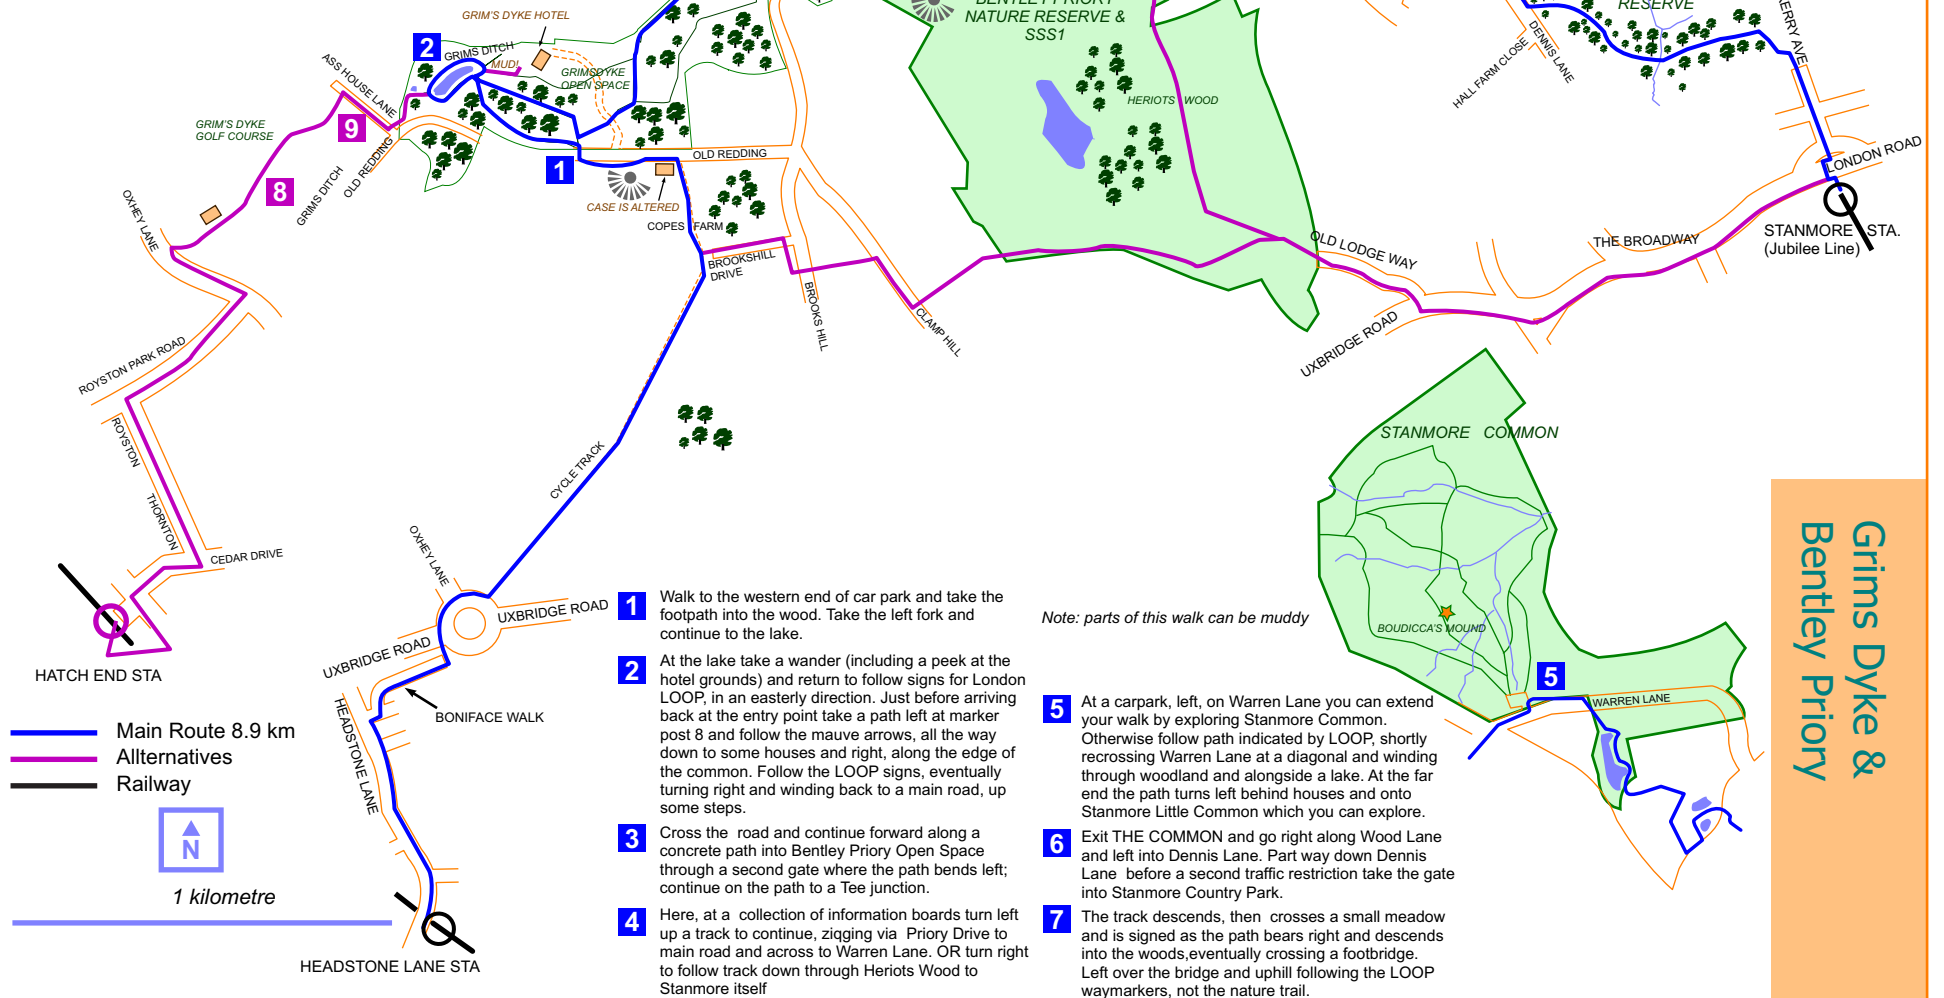 GRIM'S DYKE HOTEL
BENTLEY PRIORY
NATURE RESERVE &
SSS1
RESERVE
2
GRIMS DITCH
MUD!
GRIMSDYKE
OPEN SPACE
ASS HOUSE LANE
GRIM'S DYKE
GOLF COURSE
9
8
GRIMS DITCH
OLD REDDING
OXHEY LANE
1
OLD REDDING
CASE IS ALTERED
COPES FARM
BROOKSHILL
DRIVE
BROOKS HILL
CLAMP HILL
HERIOTS WOOD
HALL FARM CLOSE
DENNIS LANE
LONDON ROAD
STANMORE STA.
(Jubilee Line)
THE BROADWAY
OLD LODGE WAY
UXBRIDGE ROAD
ROYSTON PARK ROAD
ROYSTON
THORNTON
CEDAR DRIVE
HATCH END STA
CYCLE TRACK
OXHEY LANE
UXBRIDGE ROAD
UXBRIDGE ROAD
BONIFACE WALK
HEADSTONE LANE
HEADSTONE LANE STA
Main Route 8.9 km
Allternatives
Railway
N
1 kilometre
1 Walk to the western end of car park and take the
footpath into the wood. Take the left fork and
continue to the lake.
2 At the lake take a wander (including a peek at the
hotel grounds) and return to follow signs for London
LOOP, in an easterly direction. Just before arriving
back at the entry point take a path left at marker
post 8 and follow the mauve arrows, all the way
down to some houses and right, along the edge of
the common. Follow the LOOP signs, eventually
turning right and winding back to a main road, up
some steps.
3 Cross the road and continue forward along a
concrete path into Bentley Priory Open Space
through a second gate where the path bends left;
continue on the path to a Tee junction.
4 Here, at a collection of information boards turn left
up a track to continue, ziqging via Priory Drive to
main road and across to Warren Lane. OR turn right
to follow track down through Heriots Wood to
Stanmore itself
Note: parts of this walk can be muddy
5 At a carpark, left, on Warren Lane you can extend
your walk by exploring Stanmore Common.
Otherwise follow path indicated by LOOP, shortly
recrossing Warren Lane at a diagonal and winding
through woodland and alongside a lake. At the far
end the path turns left behind houses and onto
Stanmore Little Common which you can explore.
6 Exit THE COMMON and go right along Wood Lane
and left into Dennis Lane. Part way down Dennis
Lane before a second traffic restriction take the gate
into Stanmore Country Park.
7 The track descends, then crosses a small meadow
and is signed as the path bears right and descends
into the woods,eventually crossing a footbridge.
Left over the bridge and uphill following the LOOP
waymarkers, not the nature trail.
STANMORE COMMON
BOUDICCA'S MOUND
5
WARREN LANE
Grims Dyke &
Bentley Priory